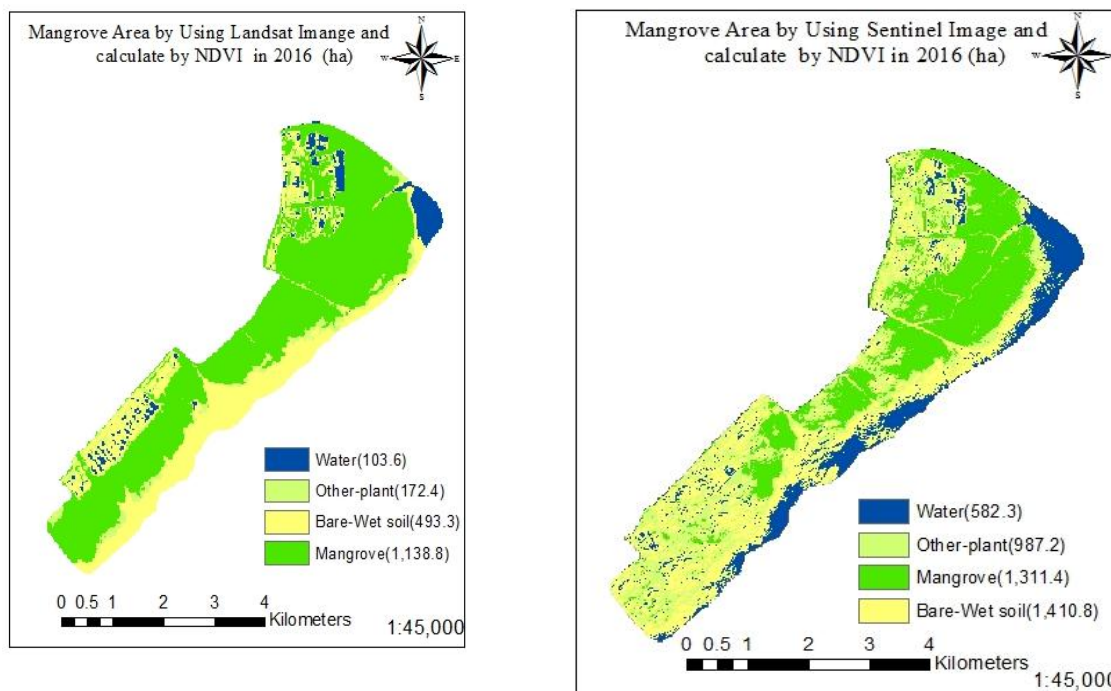 Mangrove Area by Using Landsat Imange and
calculate by NDVI in 2016 (ha)
N
W
E
S
Water(103.6)
Other-plant(172.4)
Bare-Wet soil(493.3)
Mangrove(1,138.8)
0 0.5 1 2 3 4
Kilometers
1:45,000
Mangrove Area by Using Sentinel Image and
calculate by NDVI in 2016 (ha)
N
W
E
S
Water(582.3)
Other-plant(987.2)
Mangrove(1,311.4)
Bare-Wet soil(1,410.8)
0 0.5 1 2 3 4
Kilometers
1:45,000